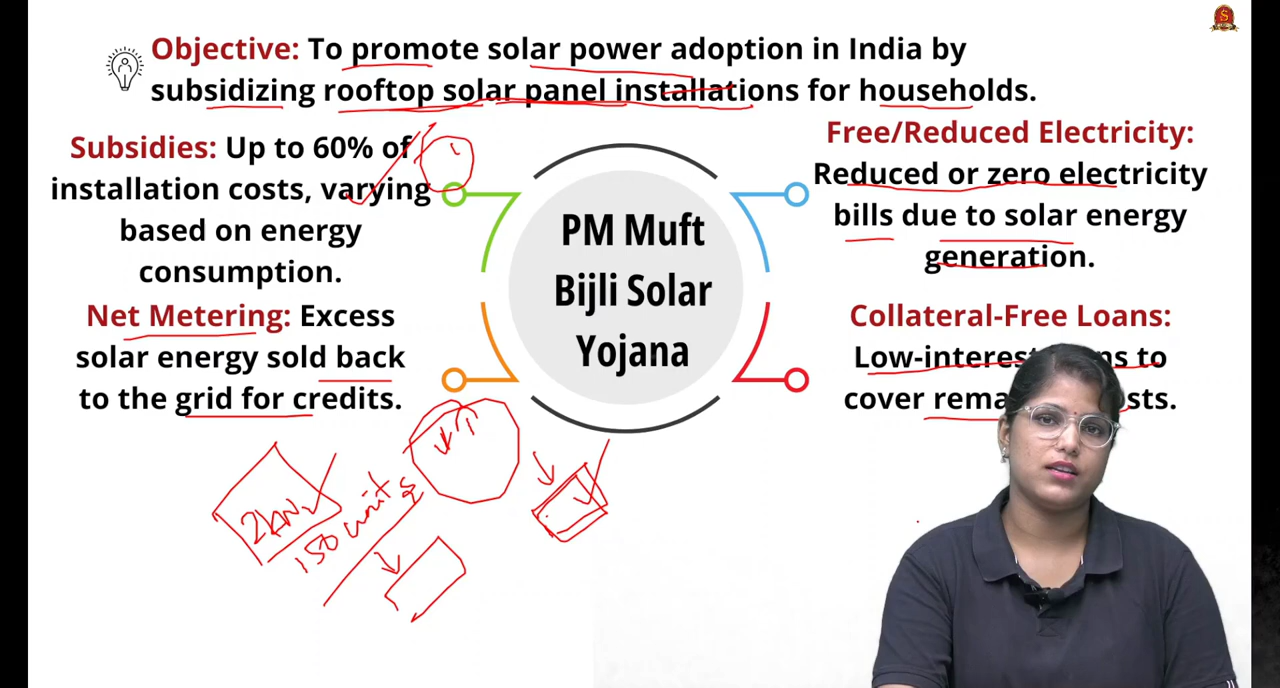 Objective: To promote solar power adoption in India by
subsidizing rooftop solar panel installations for households.
Subsidies: Up to 60% of
installation costs, varying
based on energy
consumption.
Free/Reduced Electricity:
Reduced or zero electricity
bills due to solar energy
generation.
PM Muft
Bijli Solar
Yojana
Net Metering: Excess
solar energy sold back
to the grid for credits.
Collateral-Free Loans:
Low-interest to
cover
150 units